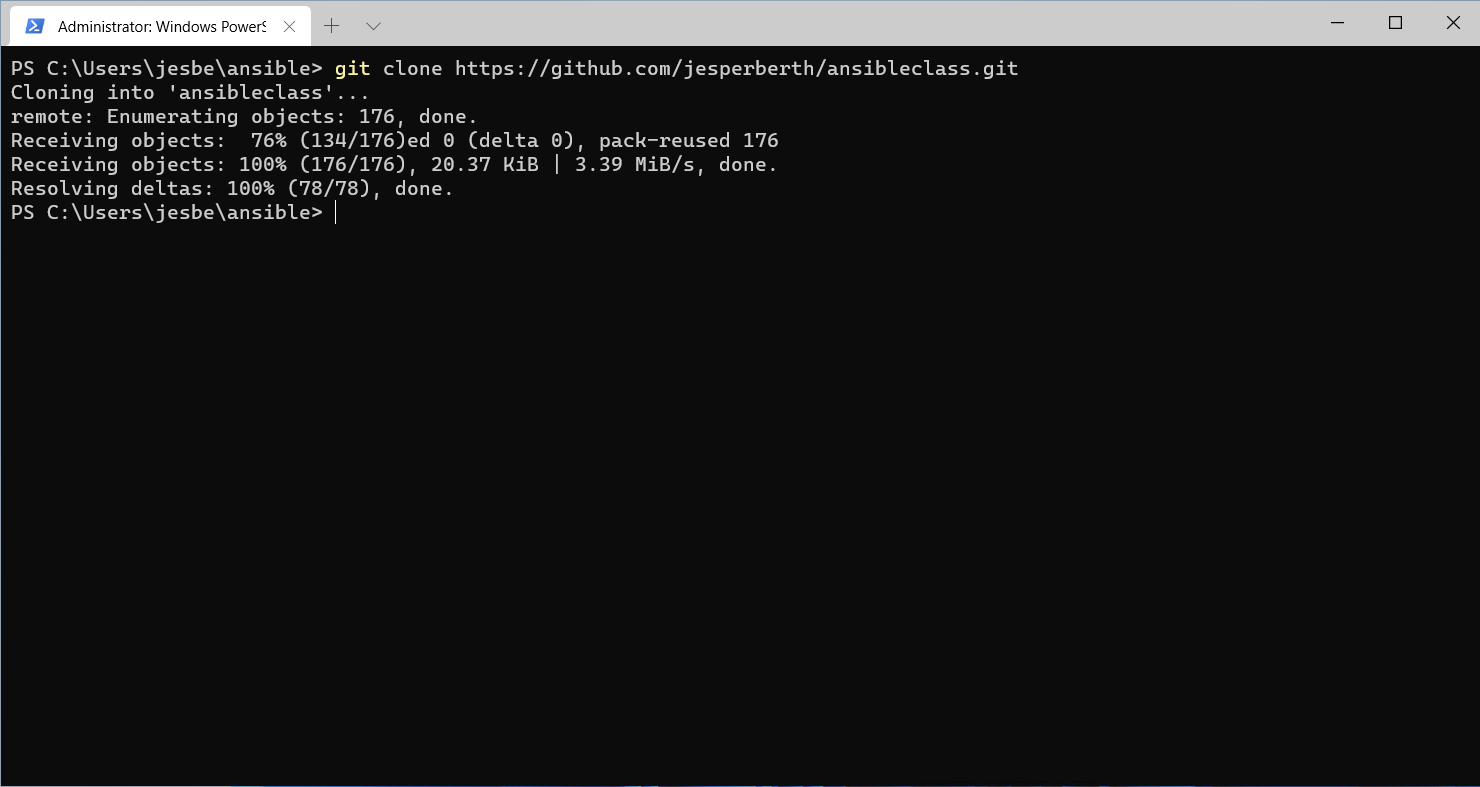 Administrator: Windows PowerS
PS C:\Users\jesbe\ansible> git clone https://github.com/jesperberth/ansibleclass.git
Cloning into 'ansibleclass'...
remote: Enumerating objects: 176, done.
Receiving objects:  76% (134/176)ed 0 (delta 0), pack-reused 176
Receiving objects: 100% (176/176), 20.37 KiB | 3.39 MiB/s, done.
Resolving deltas: 100% (78/78), done.
PS C:\Users\jesbe\ansible>